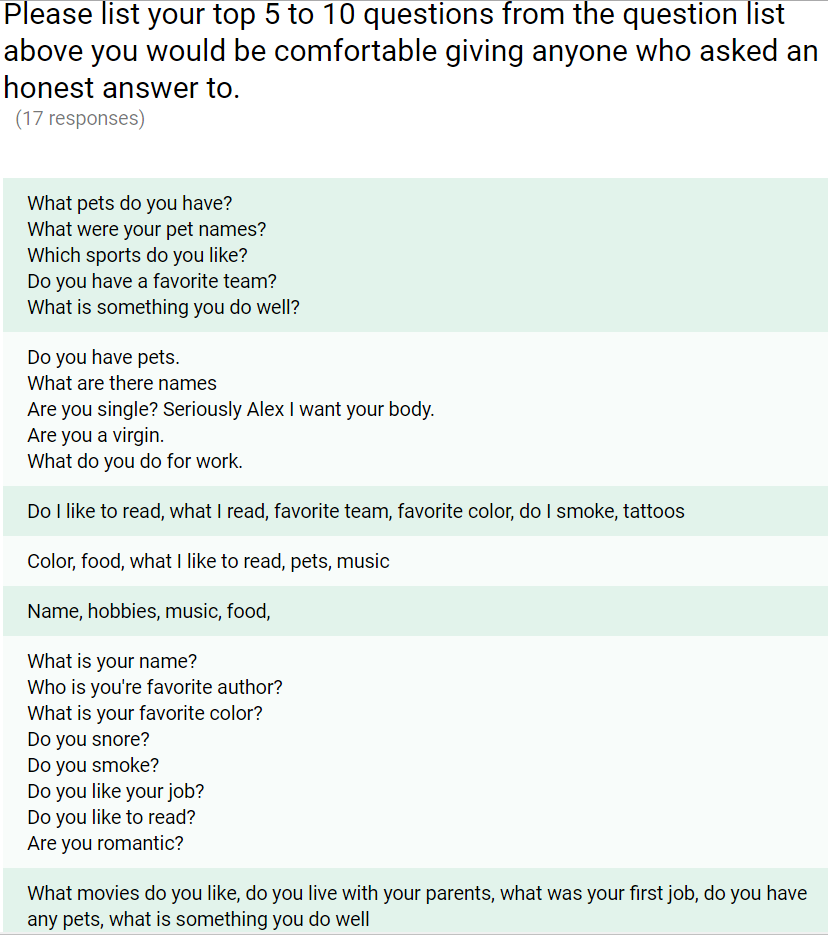 Please list your top 5 to 10 questions from the question list
above you would be comfortable giving anyone who asked an
honest answer to.
(17 responses)
What pets do you have?
What were your pet names?
Which sports do you like?
Do you have a favorite team?
What is something you do well?
Do you have pets.
What are there names
Are you single? Seriously Alex I want your body.
Are you a virgin.
What do you do for work.
Do I like to read, what I read, favorite team, favorite color, do I smoke, tattoos
Color, food, what I like to read, pets, music
Name, hobbies, music, food,
What is your name?
Who is you're favorite author?
What is your favorite color?
Do you snore?
Do you smoke?
Do you like your job?
Do you like to read?
Are you romantic?
What movies do you like, do you live with your parents, what was your first job, do you have
any pets, what is something you do well